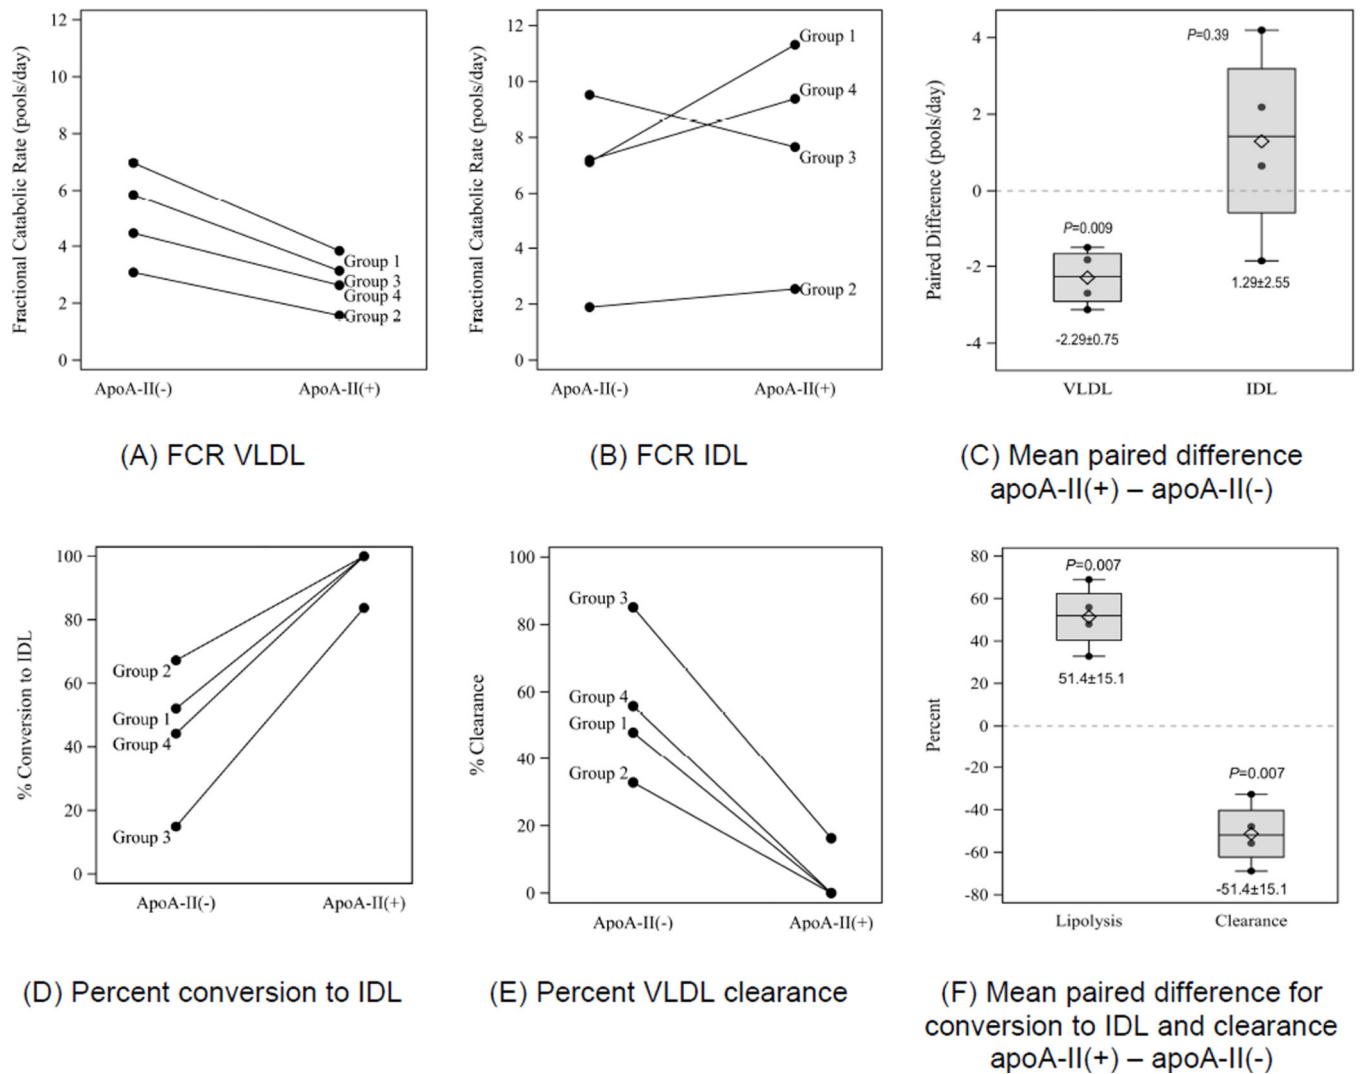 12
10
8
6
4
2
0
Fractional Catabolic Rate (pools/day)
Group 1
Group 3
Group 4
Group 2
ApoA-II(-)
ApoA-II(+)
(A) FCR VLDL
12
10
8
6
4
2
0
Fractional Catabolic Rate (pools/day)
Group 1
Group 4
Group 3
Group 2
ApoA-II(-)
ApoA-II(+)
(B) FCR IDL
4
2
0
-2
-4
Paired Difference (pools/day)
P=0.39
P=0.009
1.29±2.55
-2.29±0.75
VLDL
IDL
(C) Mean paired difference
apoA-II(+) – apoA-II(-)
100
80
60
40
20
0
% Conversion to IDL
Group 2
Group 1
Group 4
Group 3
ApoA-II(-)
ApoA-II(+)
(D) Percent conversion to IDL
100
80
60
40
20
0
% Clearance
Group 3
Group 4
Group 1
Group 2
ApoA-II(-)
ApoA-II(+)
(E) Percent VLDL clearance
80
60
40
20
0
-20
-40
-60
-80
Percent
P=0.007
51.4±15.1
P=0.007
-51.4±15.1
Lipolysis
Clearance
(F) Mean paired difference for
conversion to IDL and clearance
apoA-II(+) – apoA-II(-)